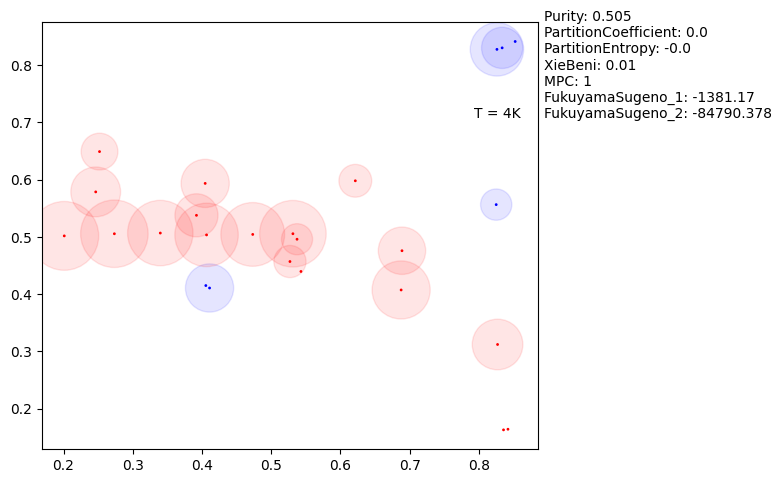 Purity: 0.505
PartitionCoefficient: 0.0
PartitionEntropy: -0.0
XieBeni: 0.01
MPC: 1
FukuyamaSugeno_1: -1381.17
FukuyamaSugeno_2: -84790.378
T = 4K
0.8
0.7
0.6
0.5
0.4
0.3
0.2
0.2 0.3 0.4 0.5 0.6 0.7 0.8